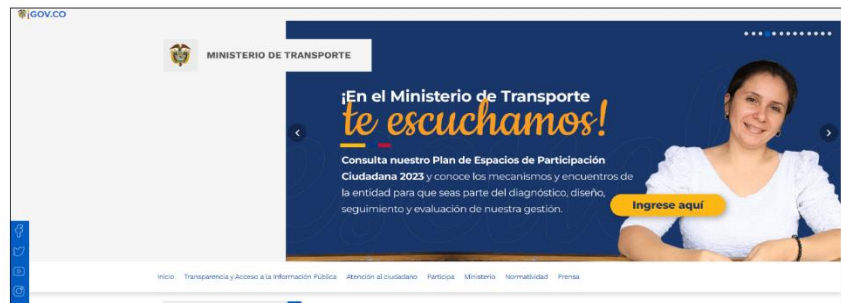 GOV.CO
MINISTERIO DE TRANSPORTE
¡En el Ministerio de Transporte
te escuchamos!
Consulta nuestro Plan de Espacios de Participación
Ciudadana 2023 y conoce los mecanismos y encuentros de
la entidad para que seas parte del diagnóstico, diseño,
seguimiento y evaluación de nuestra gestión.
Ingrese aquí
Inicio Transparencia y Acceso a la Información Pública Atención al ciudadano Participa Ministerio Normatividad Prensa